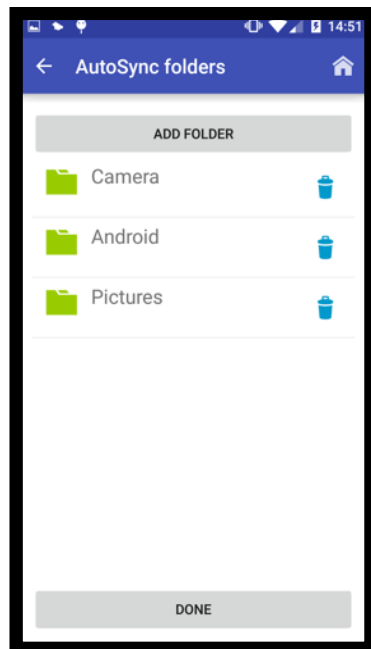 14:51
AutoSync folders
ADD FOLDER
Camera
Android
Pictures
DONE